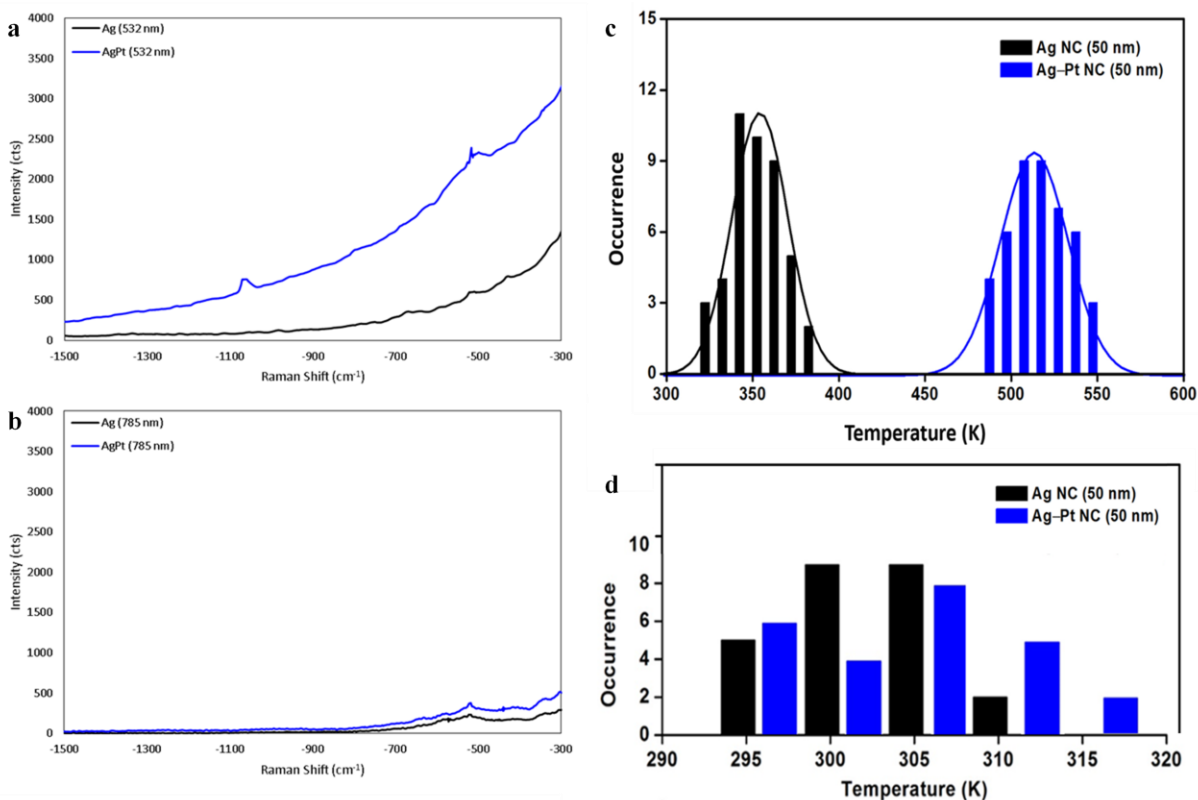 a
4000
3500
3000
2500
2000
1500
1000
500
0
Intensity (cts)
Ag (532 nm)
AgPt (532 nm)
-1500 -1300 -1100 -900 -700 -500 -300
Raman Shift (cm-1)
b
4000
3500
3000
2500
2000
1500
1000
500
0
Intensity (cts)
Ag (785 nm)
AgPt (785 nm)
-1500 -1300 -1100 -900 -700 -500 -300
Raman Shift (cm-1)
c
15
12
9
6
3
0
Occurrence
Ag NC (50 nm)
Ag–Pt NC (50 nm)
300 350 400 450 500 550 600
Temperature (K)
d
10
8
6
4
2
0
Occurrence
Ag NC (50 nm)
Ag–Pt NC (50 nm)
290 295 300 305 310 315 320
Temperature (K)